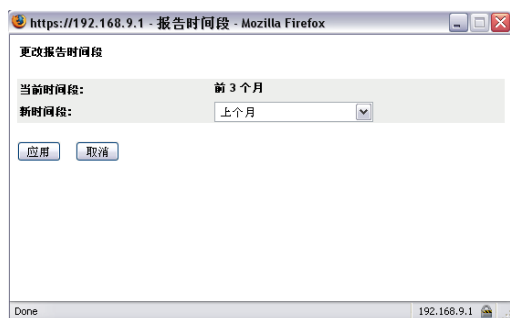 https://192.168.9.1 - 报告时间段 - Mozilla Firefox
更改报告时间段
当前时间段: 前 3 个月
新时间段: 上个月
应用 取消
Done 192.168.9.1